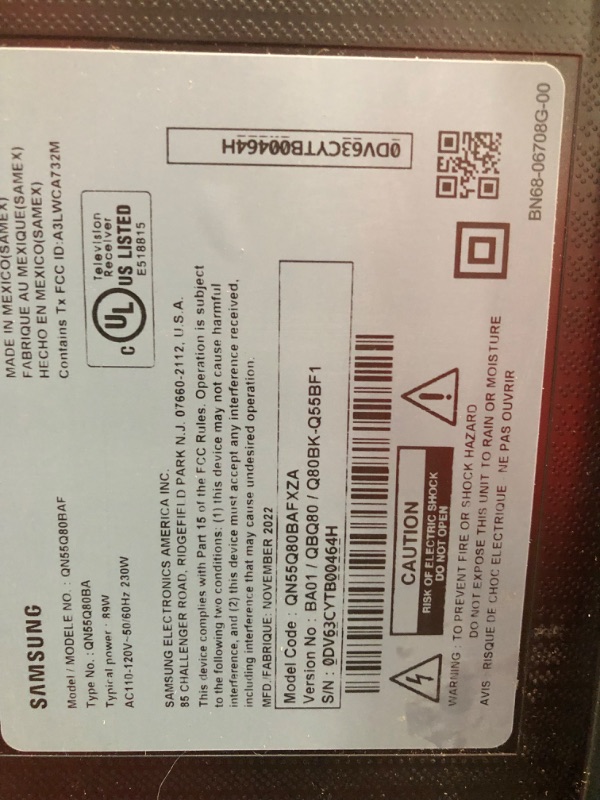 SAMSUNG
Model / MODELE NO. : QN55Q80BAF
Type No. : QN55Q80BA
Typical power : 89W
AC110-120V~50/60Hz 230W
MADE IN MEXICO(SAMEX)
FABRIQUE AU MEXIQUE(SAMEX)
HECHO EN MEXICO(SAMEX)
Contains Tx FCC ID:A3LWCA732M
C UL US LISTED
Television
Receiver
E518815
SAMSUNG ELECTRONICS AMERICA INC.
85 CHALLENGER ROAD, RIDGEFIELD PARK N.J. 07660-2112, U.S.A.
This device complies with Part 15 of the FCC Rules. Operation is subject
to the following two conditions: (1) this device may not cause harmful
interference, and (2) this device must accept any interference received,
including interference that may cause undesired operation.
MFD./FABRIQUE: NOVEMBER 2022
Model Code : QN55Q80BAFXZA
Version No : BA01 / QBQ80 / Q80BK-Q55BF1
S/N : 0DV63CYTB00464H
0DV63CYTB00464H
CAUTION
RISK OF ELECTRIC SHOCK
DO NOT OPEN
WARNING : TO PREVENT FIRE OR SHOCK HAZARD
DO NOT EXPOSE THIS UNIT TO RAIN OR MOISTURE
AVIS : RISQUE DE CHOC ELECTRIQUE NE PAS OUVRIR
BN68-06708G-00